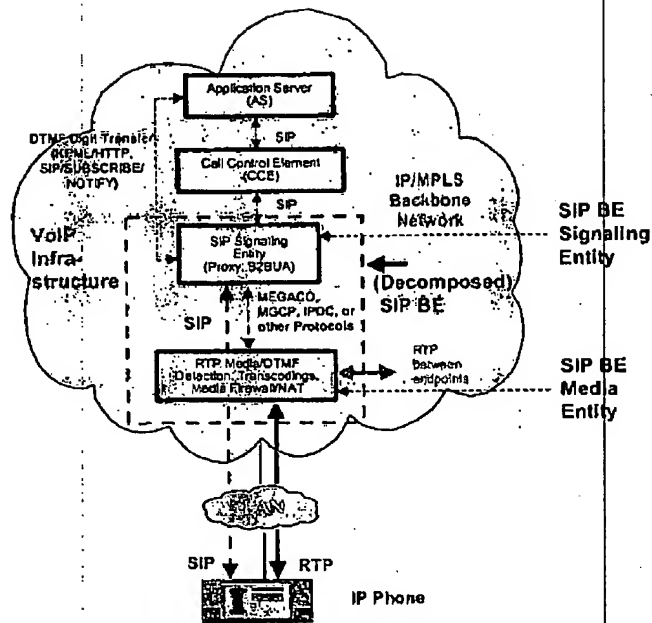 Application Server
(AS)
SIP
DTMF Digit Transfer
(KPML/HTTP,
SIP/SUBSCRIBE/
NOTIFY)
Call Control Element
(CCE)
SIP
IP/MPLS
Backbone
Network
VoIP
Infra-
structure
SIP Signaling
Entity
(Proxy, B2BUA)
SIP BE
Signaling
Entity
(Decomposed)
SIP BE
SIP
MEGACO,
MGCP, IPDC, or
other Protocols
RTP Media/DTMF
Detection, Transcodings,
Media Firewall/NAT
RTP
between
endpoints
SIP BE
Media
Entity
LAN
SIP
RTP
IP Phone